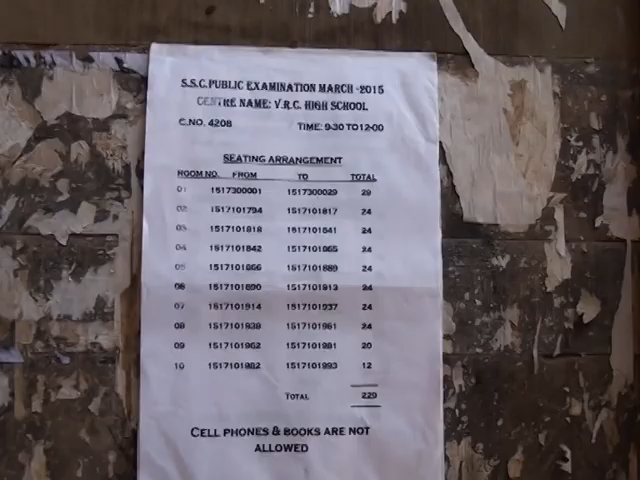 S.S.C.PUBLIC EXAMINATION MARCH -2015
CENTRE NAME: V.R.C. HIGH SCHOOL
C.NO. 4208 TIME: 9-30 TO12-00
SEATING ARRANGEMENT
ROOM NO. FROM TO TOTAL
01 1517300001 1517300029 29
02 1517101794 1517101817 24
03 1517101818 1517101841 24
04 1517101842 1517101865 24
05 1517101866 1517101889 24
06 1517101890 1517101913 24
07 1517101914 1517101937 24
08 1517101938 1517101961 24
09 1517101962 1517101981 20
10 1517101982 1517101993 12
TOTAL 229
CELL PHONES & BOOKS ARE NOT
ALLOWED